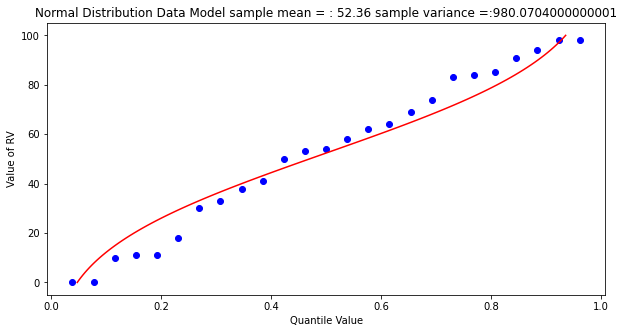 Normal Distribution Data Model sample mean = : 52.36 sample variance =:980.0704000000001
100
80
60
40
20
0
Value of RV
0.0 0.2 0.4 0.6 0.8 1.0
Quantile Value